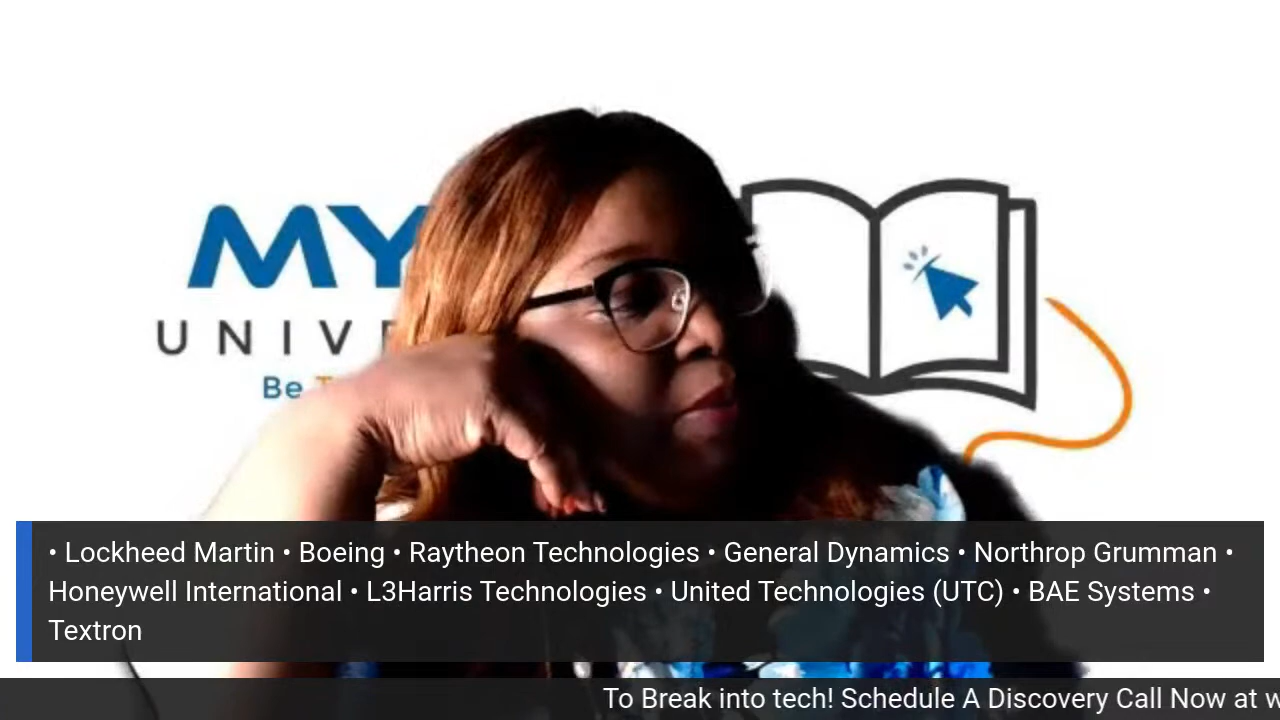 MY
UNIVE
Be
• Lockheed Martin • Boeing • Raytheon Technologies • General Dynamics • Northrop Grumman •
Honeywell International • L3Harris Technologies • United Technologies (UTC) • BAE Systems •
Textron
To Break into tech! Schedule A Discovery Call Now at w